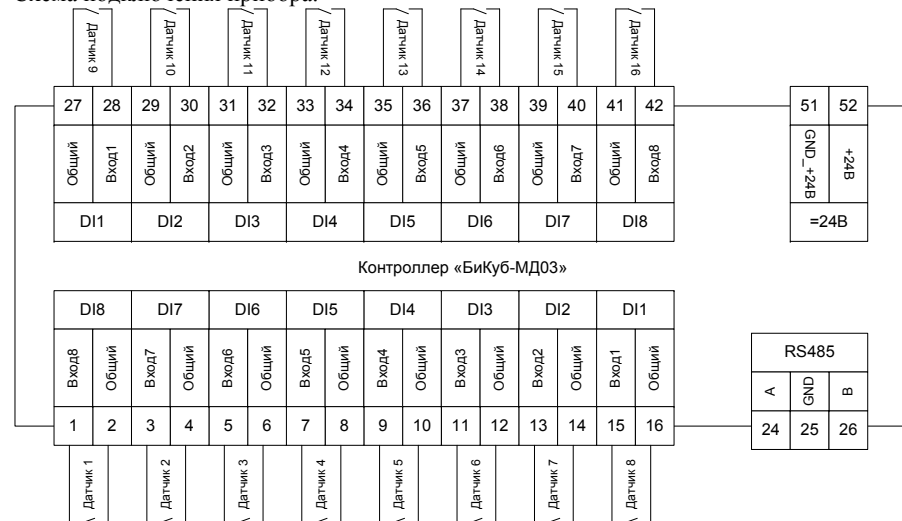 Схема подключения прибора.
Датчик 9 Датчик 10 Датчик 11 Датчик 12 Датчик 13 Датчик 14 Датчик 15 Датчик 16
27 28 29 30 31 32 33 34 35 36 37 38 39 40 41 42 51 52
Общий Вход1 Общий Вход2 Общий Вход3 Общий Вход4 Общий Вход5 Общий Вход6 Общий Вход7 Общий Вход8 GND_+24В +24В
DI1 DI2 DI3 DI4 DI5 DI6 DI7 DI8 =24В
Контроллер «БиКуб-МД03»
DI8 DI7 DI6 DI5 DI4 DI3 DI2 DI1
RS485
Вход8 Общий Вход7 Общий Вход6 Общий Вход5 Общий Вход4 Общий Вход3 Общий Вход2 Общий Вход1 Общий
A GND B
1 2 3 4 5 6 7 8 9 10 11 12 13 14 15 16 24 25 26
Датчик 1 Датчик 2 Датчик 3 Датчик 4 Датчик 5 Датчик 6 Датчик 7 Датчик 8